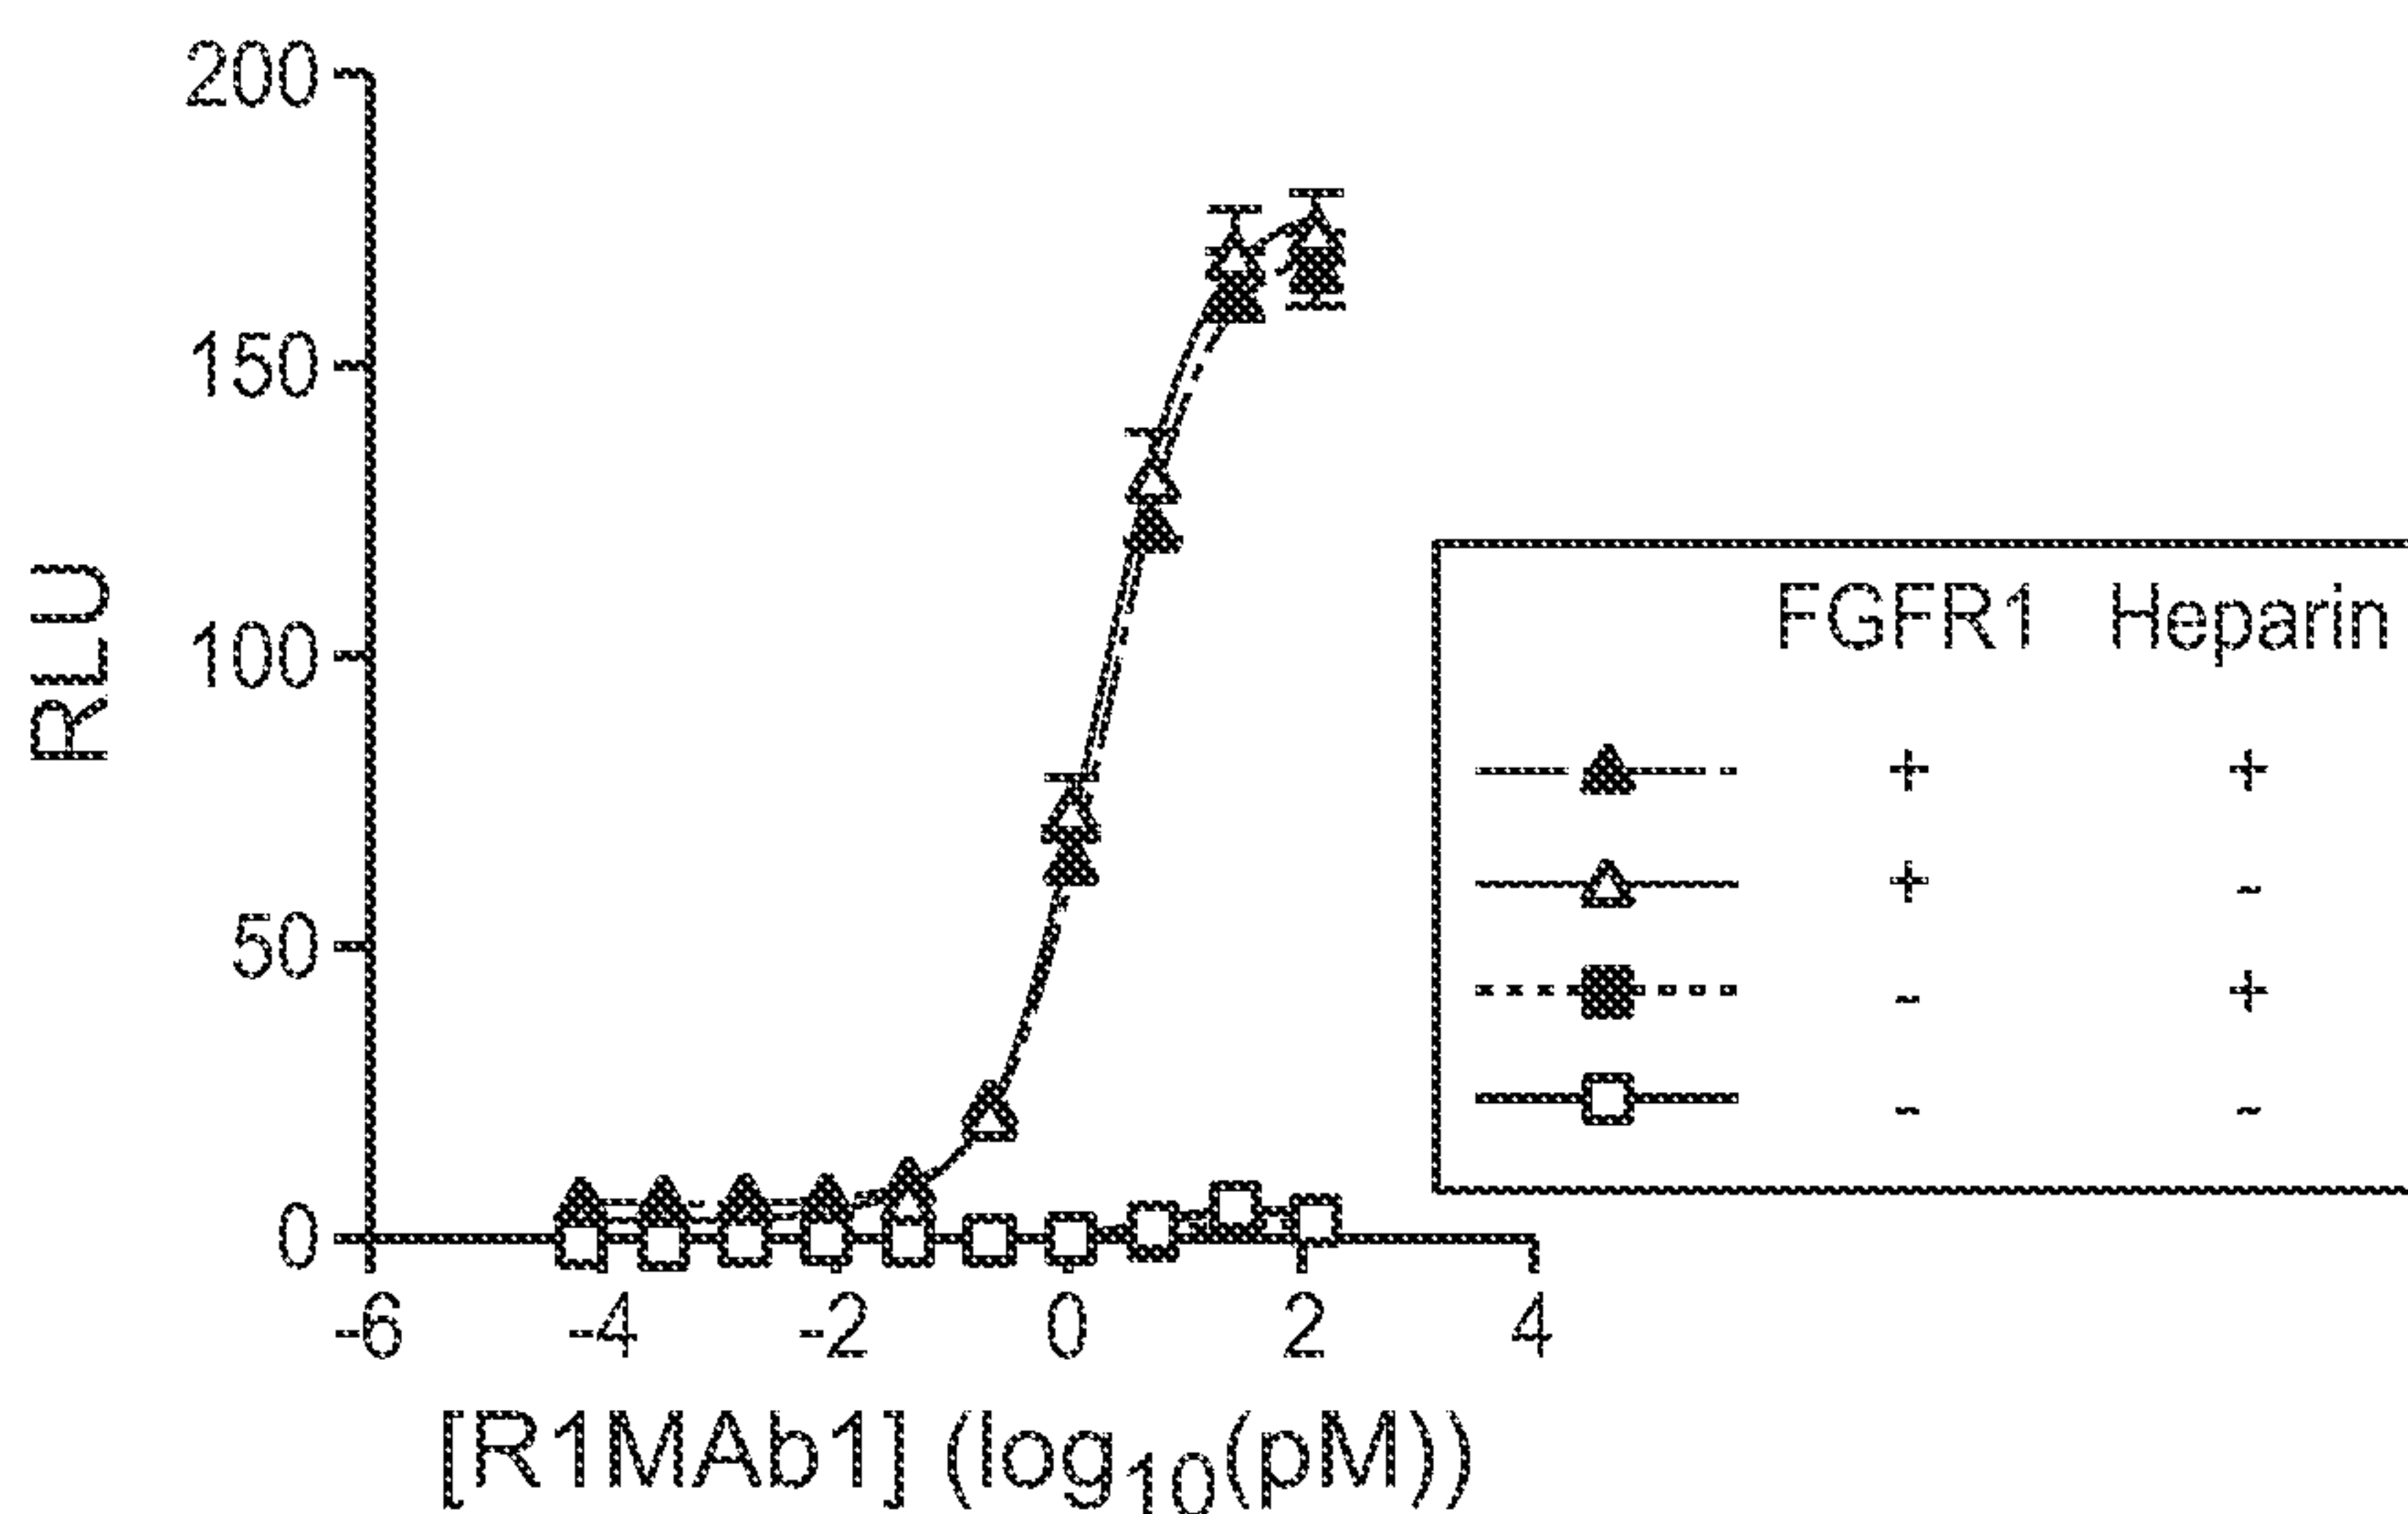 200
150
100
50
0
RLU
-6 -4 -2 0 2 4
[R1MAb1] (log10(pM))
FGFR1 Heparin
+ +
+ -
- +
- -